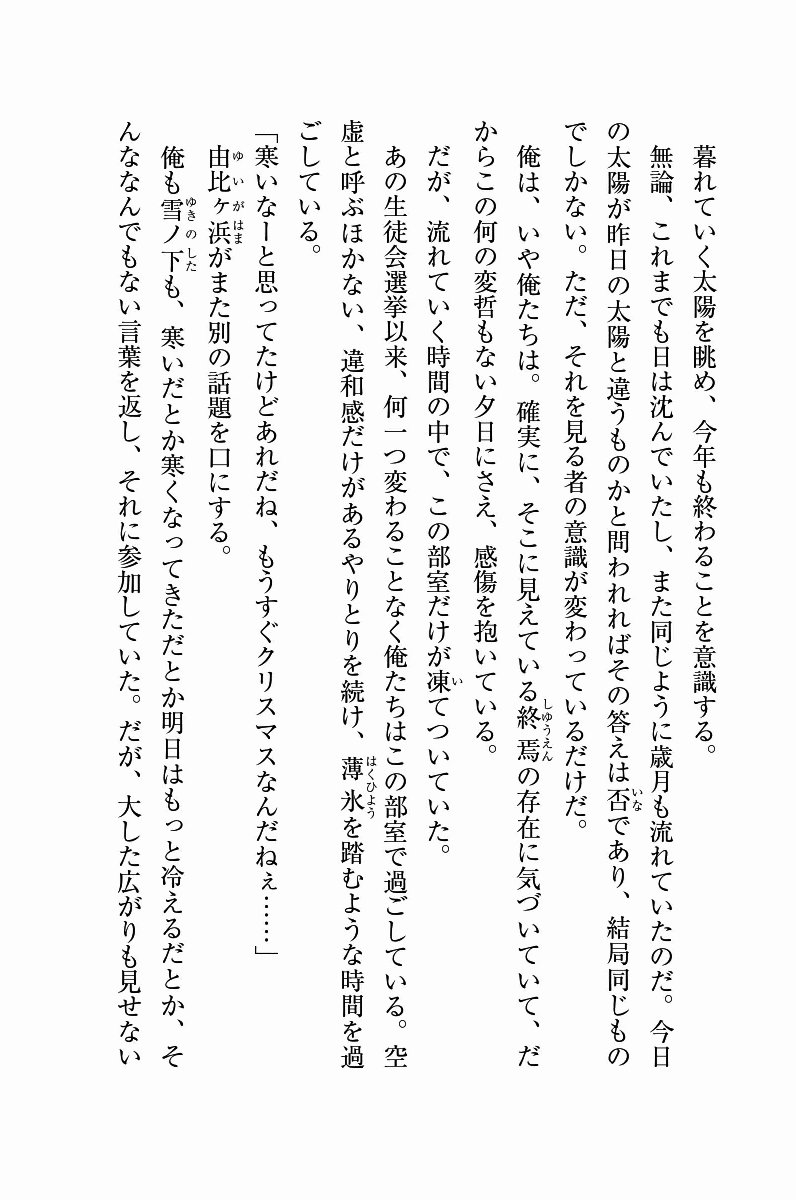 暮れていく太陽を眺め、今年も終わることを意識する。
無論、これまでも日は沈んでいたし、また同じように歳月も流れていたのだ。今日
の太陽が昨日の太陽と違うものかと問われればその答えは否であり、結局同じもの
でしかない。ただ、それを見る者の意識が変わっているだけだ。
俺は、いや俺たちは。確実に、そこに見えている終焉の存在に気づいていて、だ
からこの何の変哲もない夕日にさえ、感傷を抱いている。
だが、流れていく時間の中で、この部室だけが凍てついていた。
あの生徒会選挙以来、何一つ変わることなく俺たちはこの部室で過ごしている。空
虚と呼ぶほかない、違和感だけがあるやりとりを続け、薄氷を踏むような時間を過
ごしている。
「寒いなーと思ってたけどあれだね、もうすぐクリスマスなんだねぇ……」
由比ヶ浜がまた別の話題を口にする。
俺も雪ノ下も、寒いだとか寒くなってきただとか明日はもっと冷えるだとか、そ
んななんでもない言葉を返し、それに参加していた。だが、大した広がりも見せない